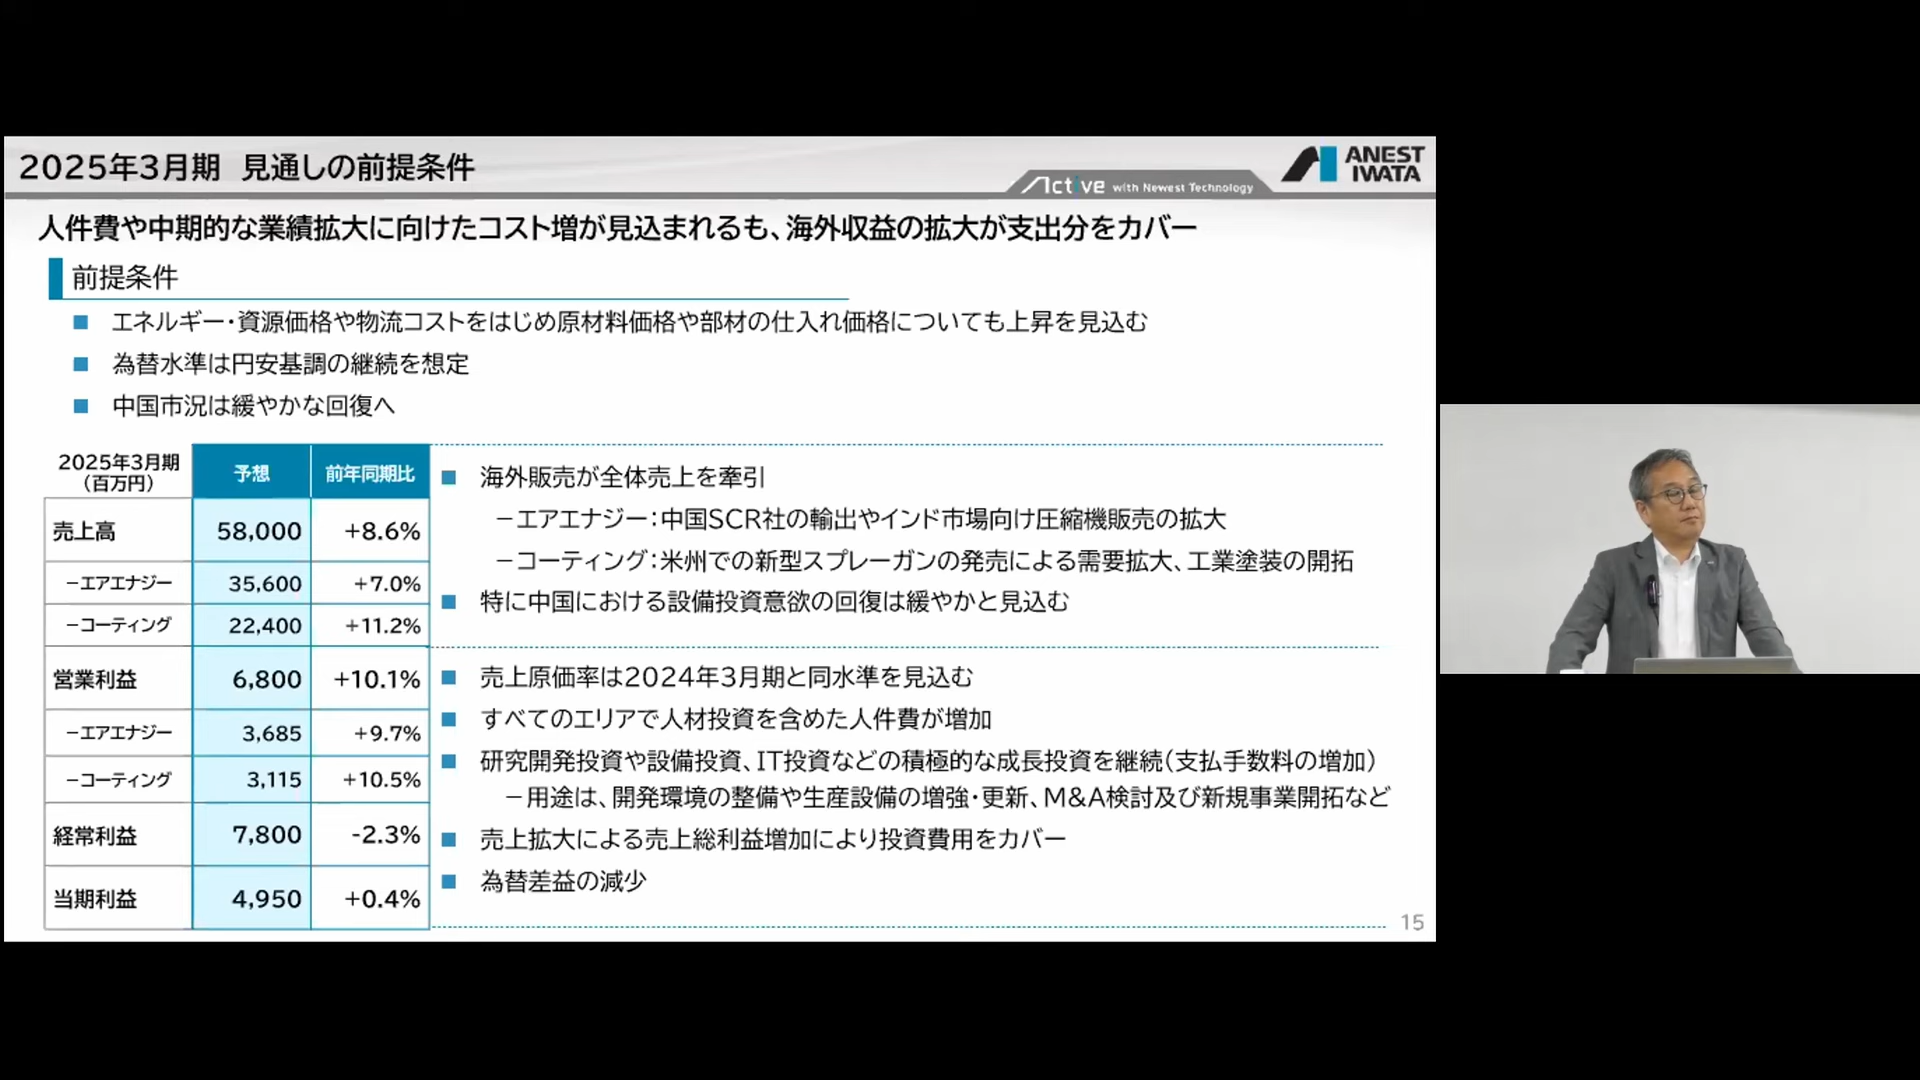 2025年3月期 見通しの前提条件
Active with Newest Technology
ANEST
IWATA
人件費や中期的な業績拡大に向けたコスト増が見込まれるも、海外収益の拡大が支出分をカバー
前提条件
■ エネルギー・資源価格や物流コストをはじめ原材料価格や部材の仕入れ価格についても上昇を見込む
■ 為替水準は円安基調の継続を想定
■ 中国市況は緩やかな回復へ
2025年3月期
（百万円）
予想 前年同期比
売上高 58,000 +8.6%
－エアエナジー 35,600 +7.0%
－コーティング 22,400 +11.2%
営業利益 6,800 +10.1%
－エアエナジー 3,685 +9.7%
－コーティング 3,115 +10.5%
経常利益 7,800 -2.3%
当期利益 4,950 +0.4%
■ 海外販売が全体売上を牽引
－エアエナジー：中国SCR社の輸出やインド市場向け圧縮機販売の拡大
－コーティング：米州での新型スプレーガンの発売による需要拡大、工業塗装の開拓
■ 特に中国における設備投資意欲の回復は緩やかと見込む
■ 売上原価率は2024年3月期と同水準を見込む
■ すべてのエリアで人材投資を含めた人件費が増加
■ 研究開発投資や設備投資、IT投資などの積極的な成長投資を継続（支払手数料の増加）
－用途は、開発環境の整備や生産設備の増強・更新、M&A検討及び新規事業開拓など
■ 売上拡大による売上総利益増加により投資費用をカバー
■ 為替差益の減少
15